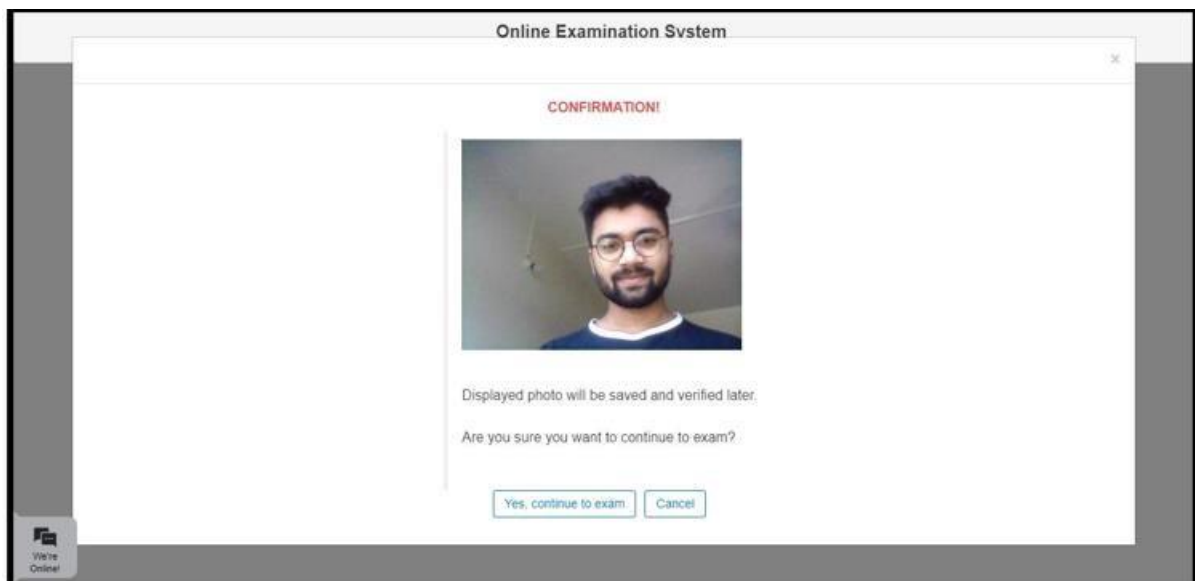 Online Examination System
×
CONFIRMATION!
Displayed photo will be saved and verified later.
Are you sure you want to continue to exam?
Yes, continue to exam
Cancel
We're
Online!